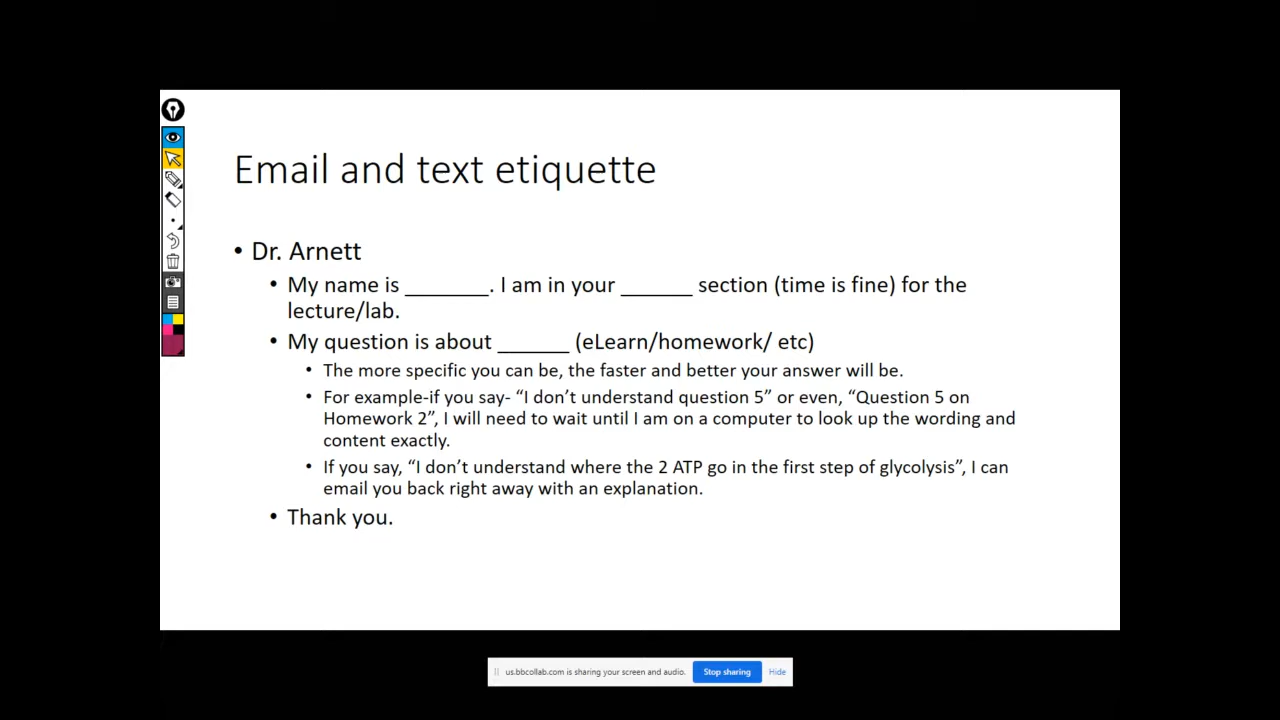 Email and text etiquette
• Dr. Arnett
• My name is _______. I am in your ______ section (time is fine) for the
lecture/lab.
• My question is about ______ (eLearn/homework/ etc)
• The more specific you can be, the faster and better your answer will be.
• For example-if you say- “I don’t understand question 5” or even, “Question 5 on
Homework 2”, I will need to wait until I am on a computer to look up the wording and
content exactly.
• If you say, “I don’t understand where the 2 ATP go in the first step of glycolysis”, I can
email you back right away with an explanation.
• Thank you.
us.bbcollab.com is sharing your screen and audio. Stop sharing Hide